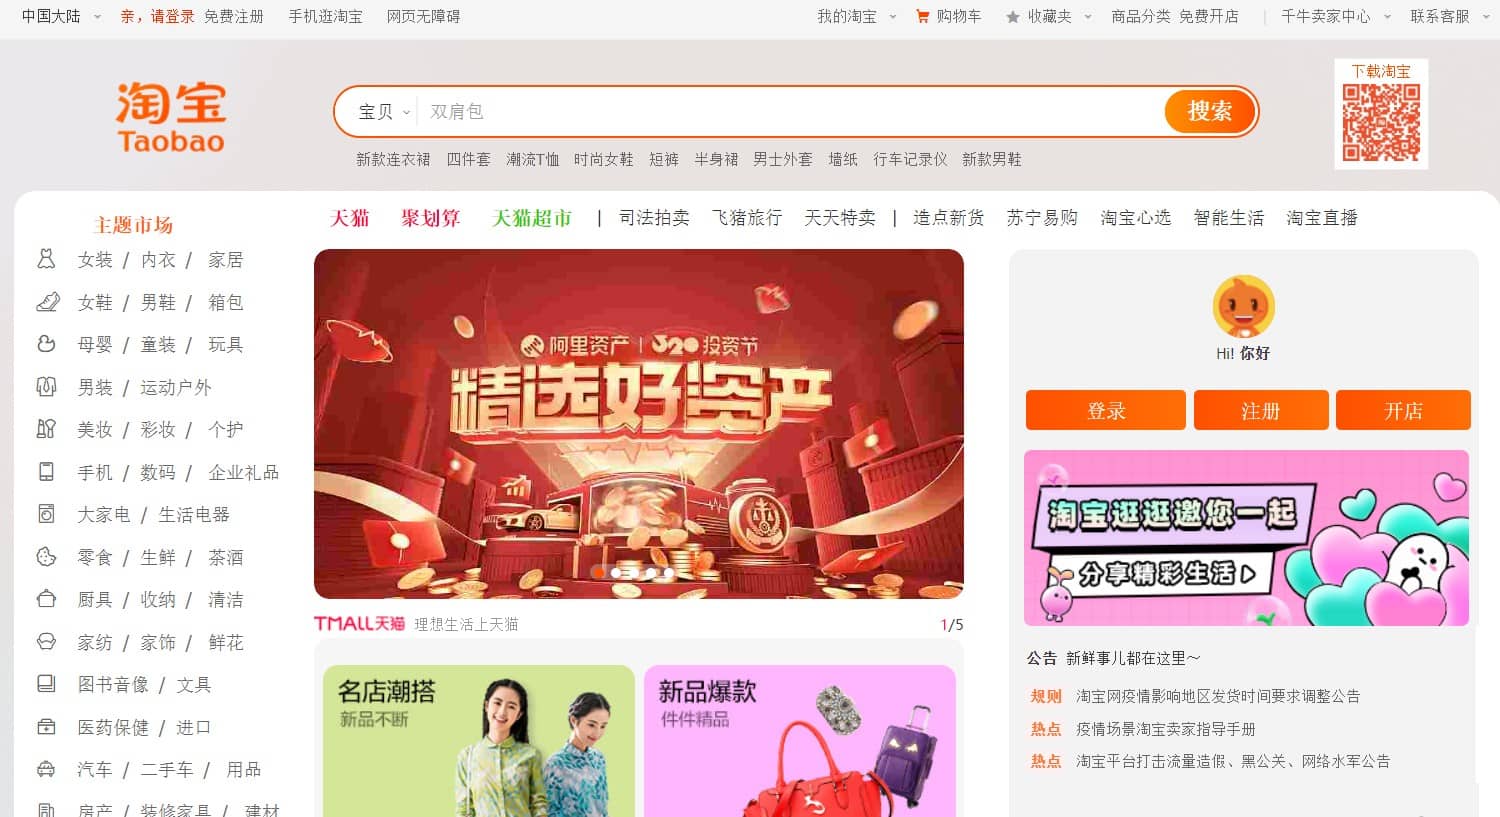 中国大陆 亲，请登录 免费注册 手机逛淘宝 网页无障碍 我的淘宝 购物车 收藏夹 商品分类 免费开店 千牛卖家中心 联系客服
淘宝
Taobao
宝贝 双肩包 搜索
下载淘宝
新款连衣裙 四件套 潮流T恤 时尚女鞋 短裤 半身裙 男士外套 墙纸 行车记录仪 新款男鞋
主题市场
女装 / 内衣 / 家居
女鞋 / 男鞋 / 箱包
母婴 / 童装 / 玩具
男装 / 运动户外
美妆 / 彩妆 / 个护
手机 / 数码 / 企业礼品
大家电 / 生活电器
零食 / 生鲜 / 茶酒
厨具 / 收纳 / 清洁
家纺 / 家饰 / 鲜花
图书音像 / 文具
医药保健 / 进口
汽车 / 二手车 / 用品
房产 / 装修家具 / 建材
天猫 聚划算 天猫超市 | 司法拍卖 飞猪旅行 天天特卖 | 造点新货 苏宁易购 淘宝心选 智能生活 淘宝直播
阿里资产 | 320投资节
精选好资产
TMALL天猫 理想生活上天猫 1/5
名店潮搭
新品不断
新品爆款
件件精品
Hi! 你好
登录 注册 开店
淘宝逛逛邀您一起
分享精彩生活
公告 新鲜事儿都在这里～
规则 淘宝网疫情影响地区发货时间要求调整公告
热点 疫情场景淘宝卖家指导手册
热点 淘宝平台打击流量造假、黑公关、网络水军公告